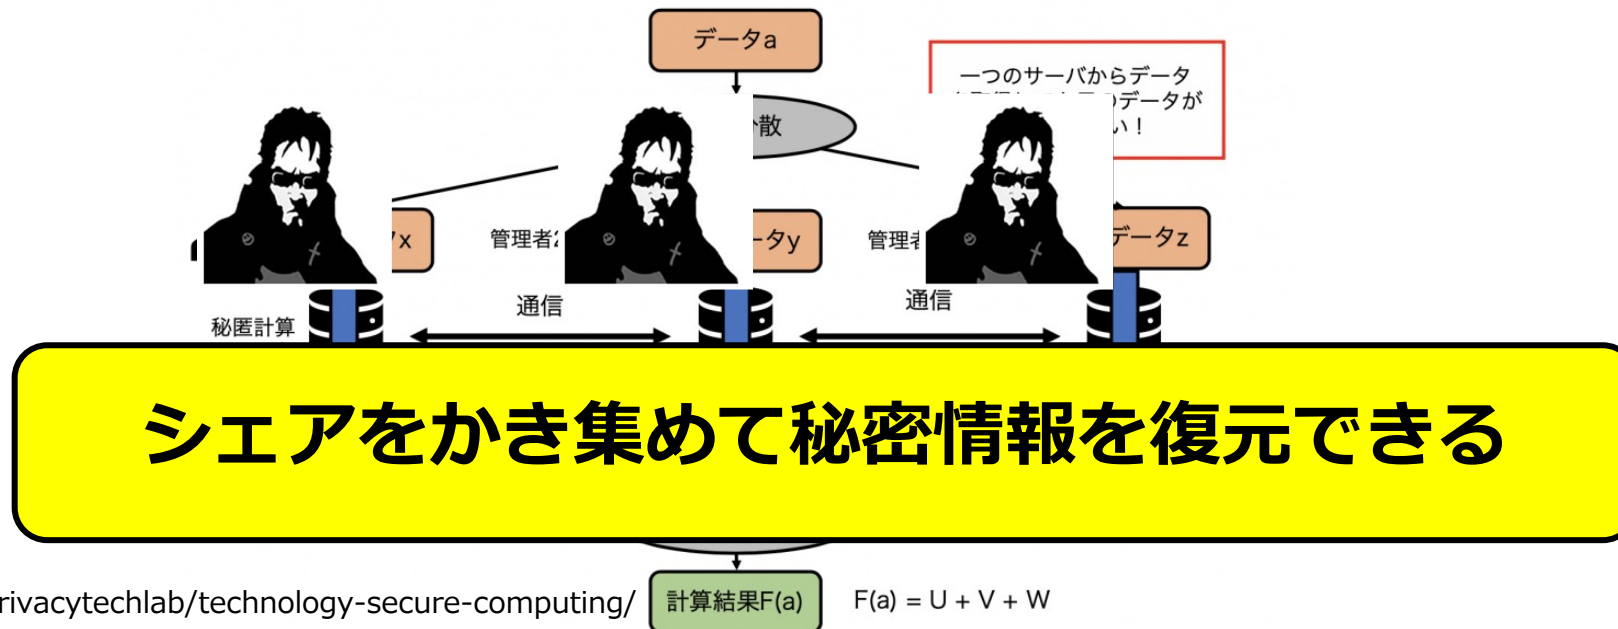 データa
一つのサーバからデータ
のデータが
い！
散
x
管理者2
ータy
管理者
データz
通信
通信
秘匿計算
シェアをかき集めて秘密情報を復元できる
rivacytechlab/technology-secure-computing/
計算結果F(a)
F(a) = U + V + W